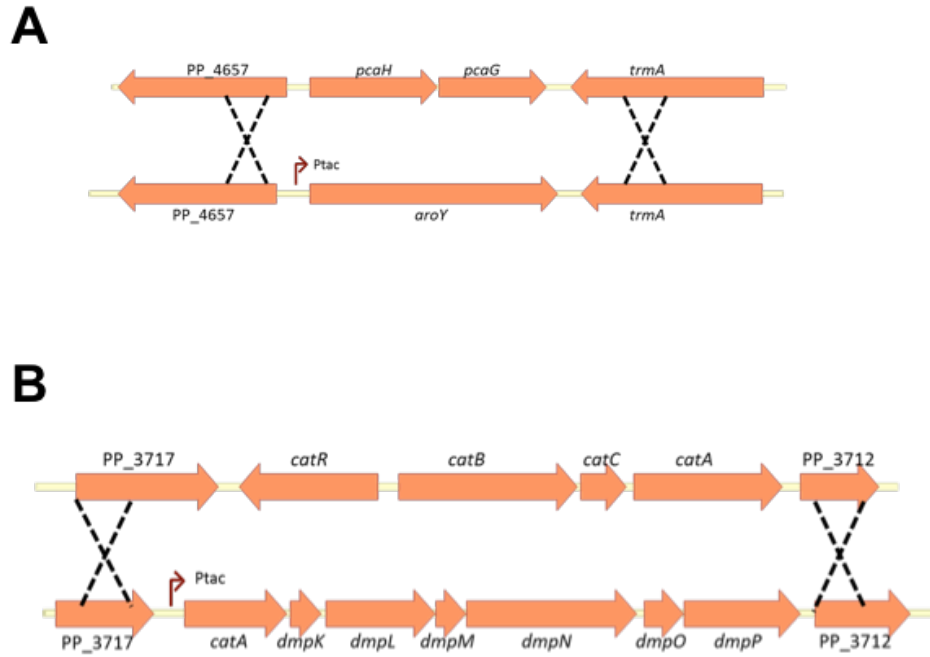 A
PP_4657 pcaH pcaG trmA
Ptac
PP_4657 aroY trmA
B
PP_3717 catR catB catC catA PP_3712
Ptac
PP_3717 catA dmpK dmpL dmpM dmpN dmpO dmpP PP_3712